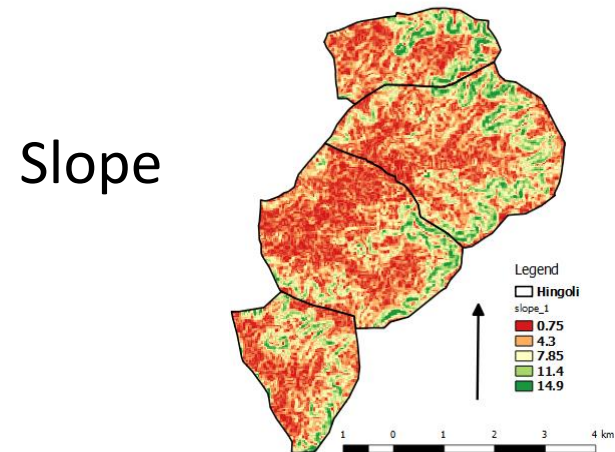 Slope
Legend
Hingoli
slope_1
0.75
4.3
7.85
11.4
14.9
1 0 1 2 3 4 km